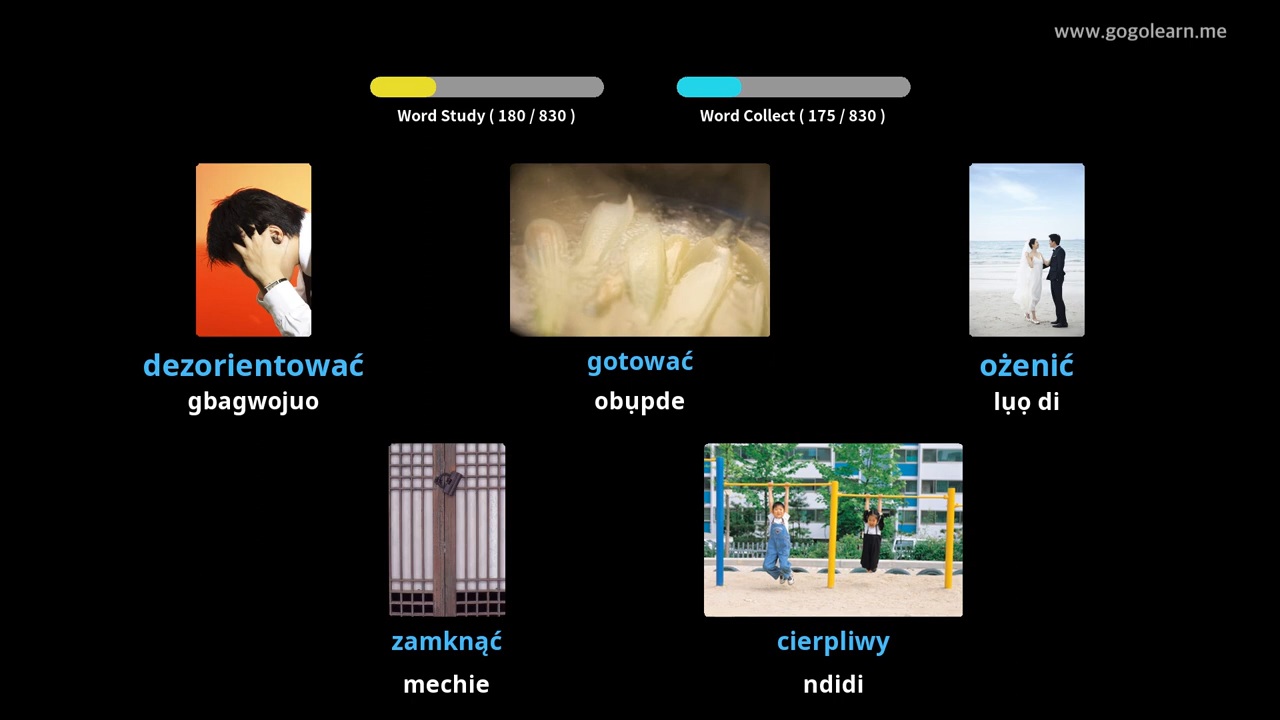 www.gogolearn.me
Word Study ( 180 / 830 )
Word Collect ( 175 / 830 )
dezorientować
gbagwojuo
gotować
obụpde
ożenić
lụọ di
zamknąć
mechie
cierpliwy
ndidi